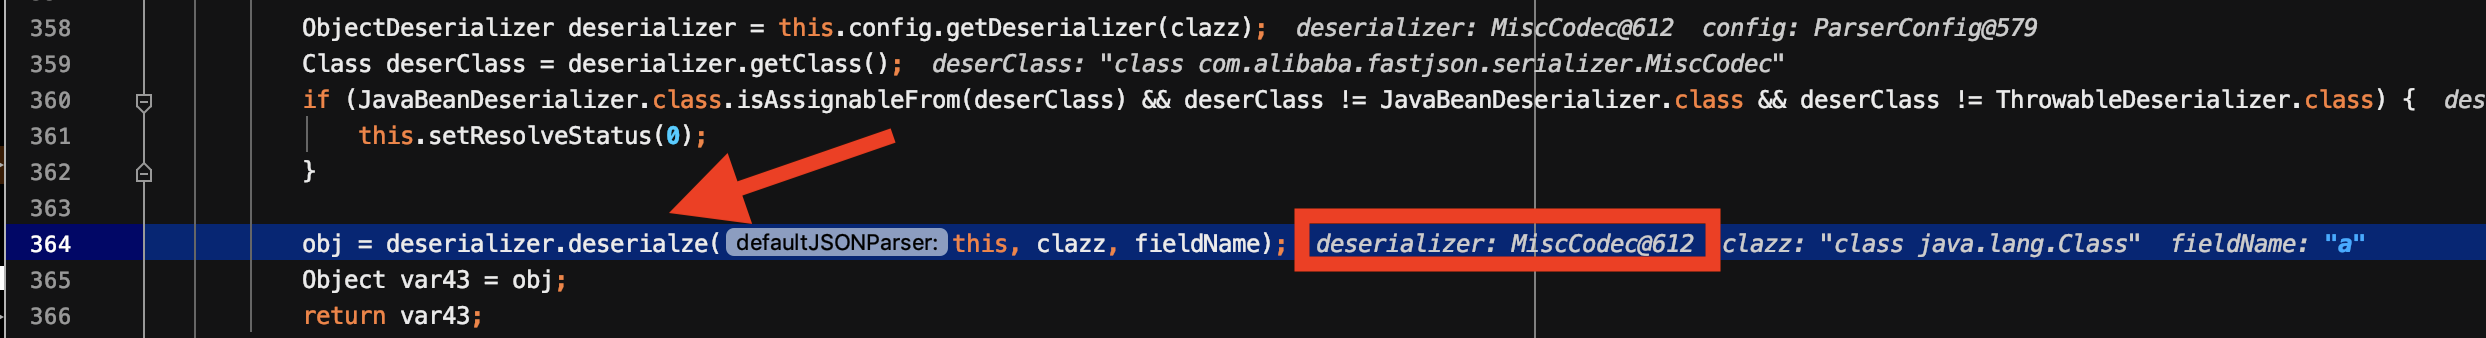 358 ObjectDeserializer deserializer = this.config.getDeserializer(clazz); deserializer: MiscCodec@612 config: ParserConfig@579
359 Class deserClass = deserializer.getClass(); deserClass: "class com.alibaba.fastjson.serializer.MiscCodec"
360 if (JavaBeanDeserializer.class.isAssignableFrom(deserClass) && deserClass != JavaBeanDeserializer.class && deserClass != ThrowableDeserializer.class) { des
361 this.setResolveStatus(0);
362 }
363
364 obj = deserializer.deserialze( defaultJSONParser: this, clazz, fieldName); deserializer: MiscCodec@612 clazz: "class java.lang.Class" fieldName: "a"
365 Object var43 = obj;
366 return var43;